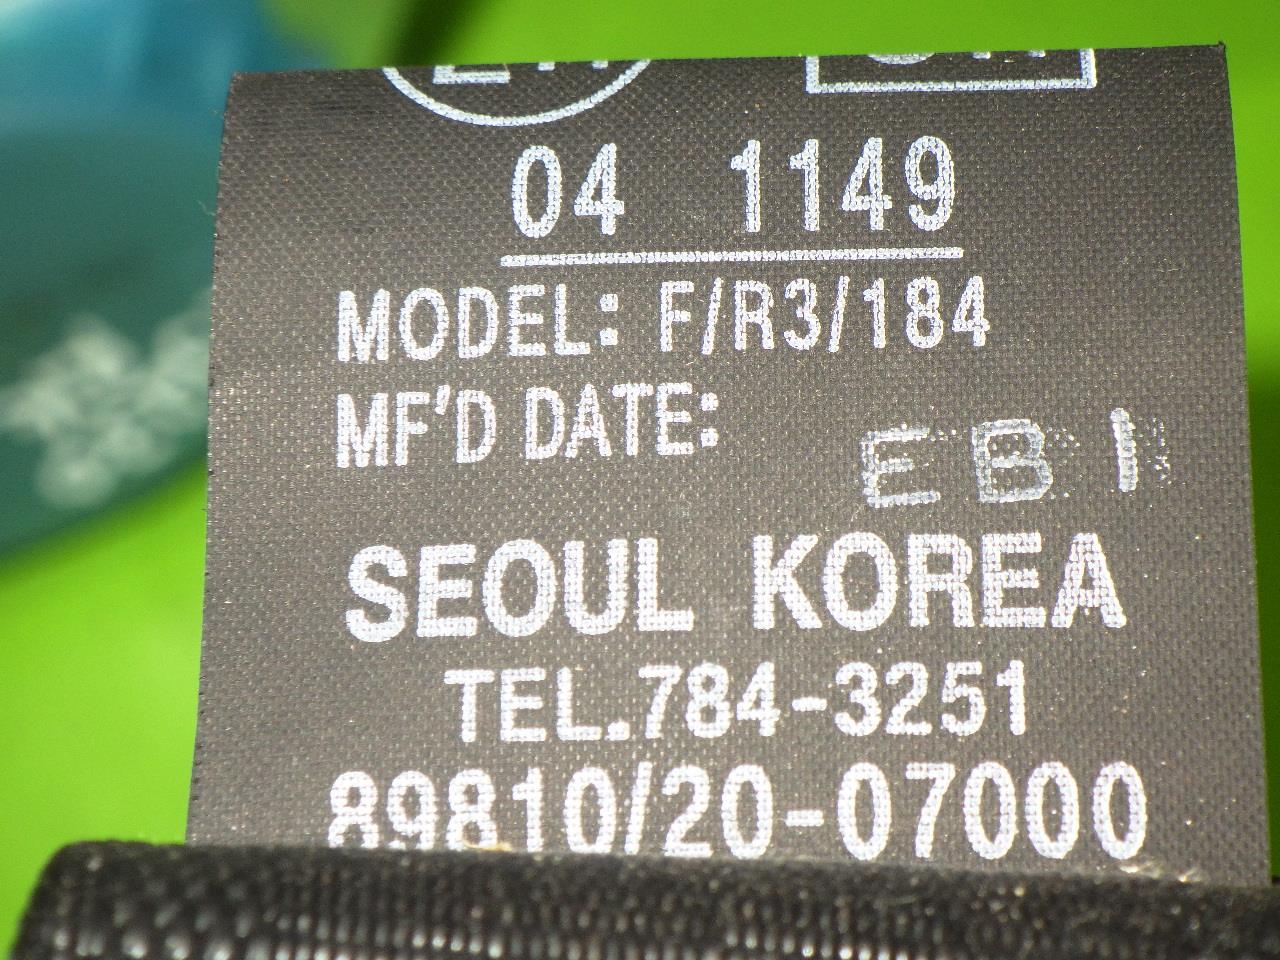 04 1149
MODEL: F/R3/184
MF'D DATE: EB1
SEOUL KOREA
TEL.784-3251
89810/20-07000